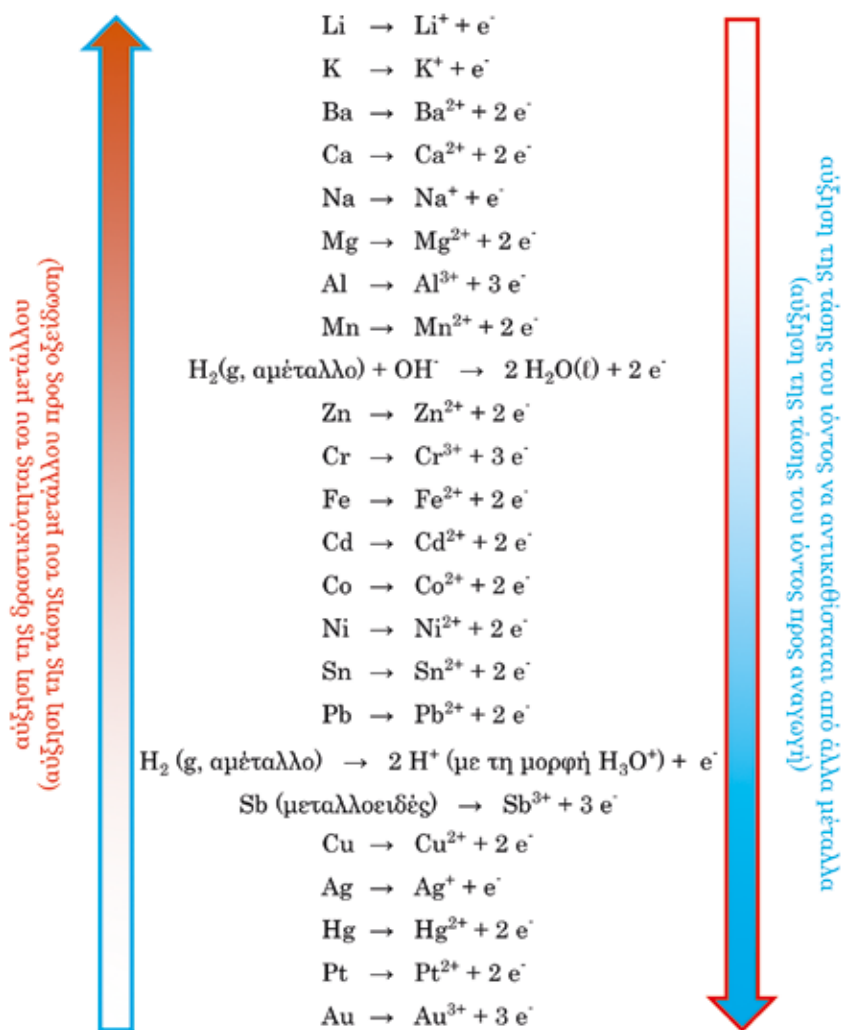 αύξηση της δραστικότητας του μετάλλου
(αύξηση της τάσης του μετάλλου προς οξείδωση)
Li → Li⁺ + e⁻
K → K⁺ + e⁻
Ba → Ba²⁺ + 2 e⁻
Ca → Ca²⁺ + 2 e⁻
Na → Na⁺ + e⁻
Mg → Mg²⁺ + 2 e⁻
Al → Al³⁺ + 3 e⁻
Mn → Mn²⁺ + 2 e⁻
H₂(g, αμέταλλο) + OH⁻ → 2 H₂O(ℓ) + 2 e⁻
Zn → Zn²⁺ + 2 e⁻
Cr → Cr³⁺ + 3 e⁻
Fe → Fe²⁺ + 2 e⁻
Cd → Cd²⁺ + 2 e⁻
Co → Co²⁺ + 2 e⁻
Ni → Ni²⁺ + 2 e⁻
Sn → Sn²⁺ + 2 e⁻
Pb → Pb²⁺ + 2 e⁻
H₂ (g, αμέταλλο) → 2 H⁺ (με τη μορφή H₃O⁺) + e⁻
Sb (μεταλλοειδές) → Sb³⁺ + 3 e⁻
Cu → Cu²⁺ + 2 e⁻
Ag → Ag⁺ + e⁻
Hg → Hg²⁺ + 2 e⁻
Pt → Pt²⁺ + 2 e⁻
Au → Au³⁺ + 3 e⁻
αύξηση της τάσης του ιόντος να αντικαθίσταται από άλλα μέταλλα
(αύξηση της τάσης του ιόντος προς αναγωγή)